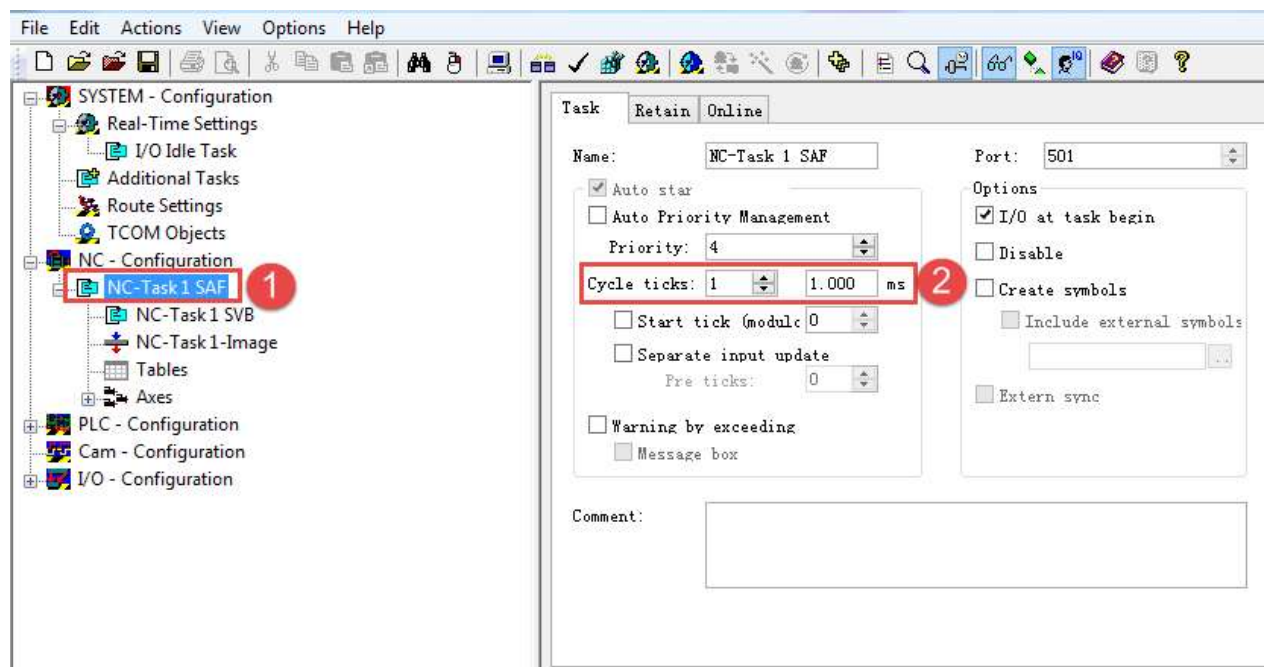 File Edit Actions View Options Help
SYSTEM - Configuration
Real-Time Settings
I/O Idle Task
Additional Tasks
Route Settings
TCOM Objects
NC - Configuration
NC-Task 1 SAF
1
NC-Task 1 SVB
NC-Task 1-Image
Tables
Axes
PLC - Configuration
Cam - Configuration
I/O - Configuration
Task Retain Online
Name: NC-Task 1 SAF
Port: 501
Auto star
Auto Priority Management
Priority: 4
Cycle ticks: 1 1.000 ms
2
Start tick (modulc 0
Separate input update
Pre ticks: 0
Warning by exceeding
Message box
Options
I/O at task begin
Disable
Create symbols
Include external symbols
..
Extern sync
Comment: